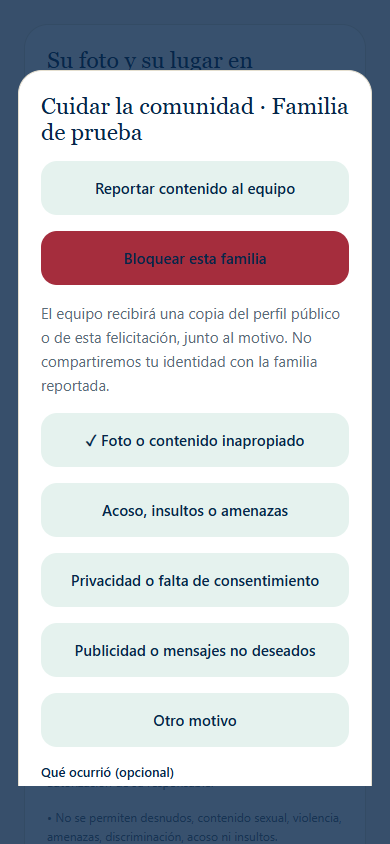 Su foto y su lugar en
Cuidar la comunidad · Familia
de prueba
Reportar contenido al equipo
Bloquear esta familia
El equipo recibirá una copia del perfil público
o de esta felicitación, junto al motivo. No
compartiremos tu identidad con la familia
reportada.
✓ Foto o contenido inapropiado
Acoso, insultos o amenazas
Privacidad o falta de consentimiento
Publicidad o mensajes no deseados
Otro motivo
Qué ocurrió (opcional)
• No se permiten desnudos, contenido sexual, violencia,
amenazas, discriminación, acoso ni insultos.